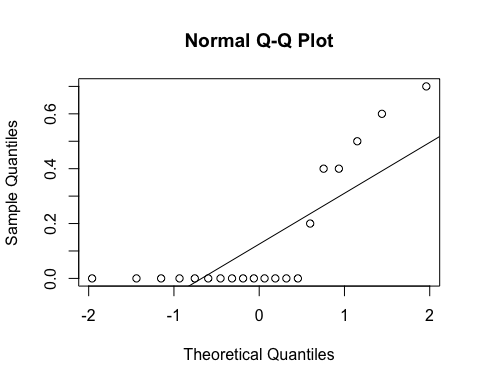 Normal Q-Q Plot
Sample Quantiles
0.6
0.4
0.2
0.0
-2 -1 0 1 2
Theoretical Quantiles